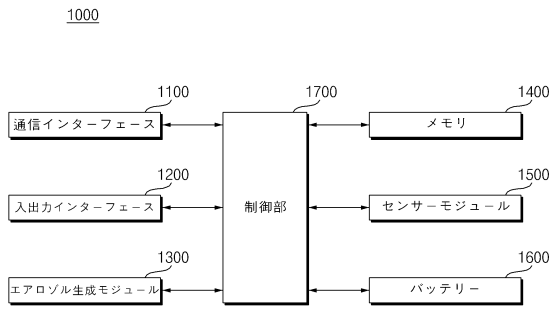 1000
1100
通信インターフェース
1200
入出力インターフェース
1300
エアロゾル生成モジュール
1700
制御部
1400
メモリ
1500
センサーモジュール
1600
バッテリー